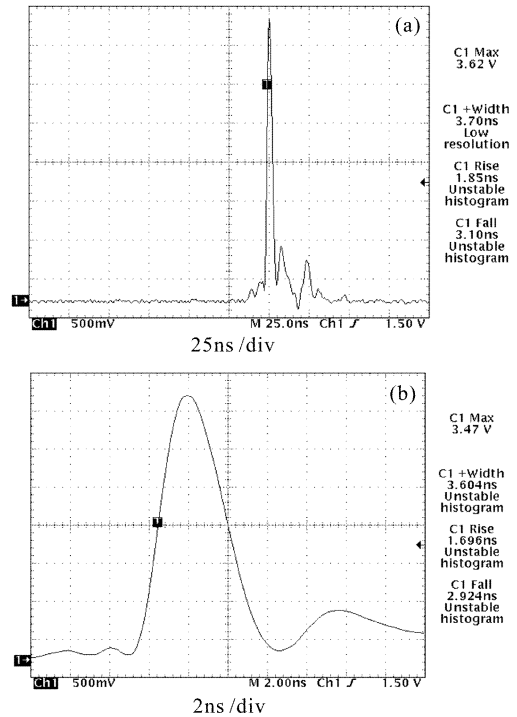 (a)
C1 Max
3.62 V
C1 +Width
3.70ns
Low
resolution
C1 Rise
1.85ns
Unstable
histogram
C1 Fall
3.10ns
Unstable
histogram
T
1→
Ch1 500mV M 25.0ns Ch1 ƒ 1.50 V
25ns /div
(b)
C1 Max
3.47 V
C1 +Width
3.604ns
Unstable
histogram
C1 Rise
1.696ns
Unstable
histogram
C1 Fall
2.924ns
Unstable
histogram
T
1→
Ch1 500mV M 2.00ns Ch1 ƒ 1.50 V
2ns /div